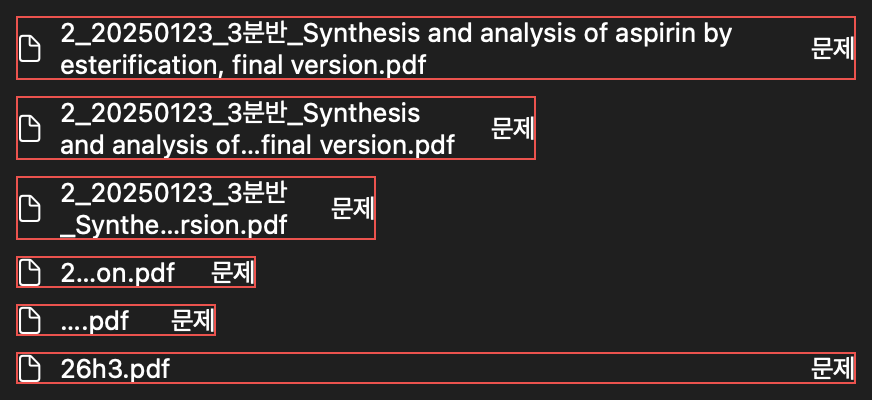 2_20250123_3분반_Synthesis and analysis of aspirin by
esterification, final version.pdf
문제
2_20250123_3분반_Synthesis
and analysis of...final version.pdf
문제
2_20250123_3분반
_Synthe...rsion.pdf
문제
2...on.pdf 문제
....pdf 문제
26h3.pdf 문제